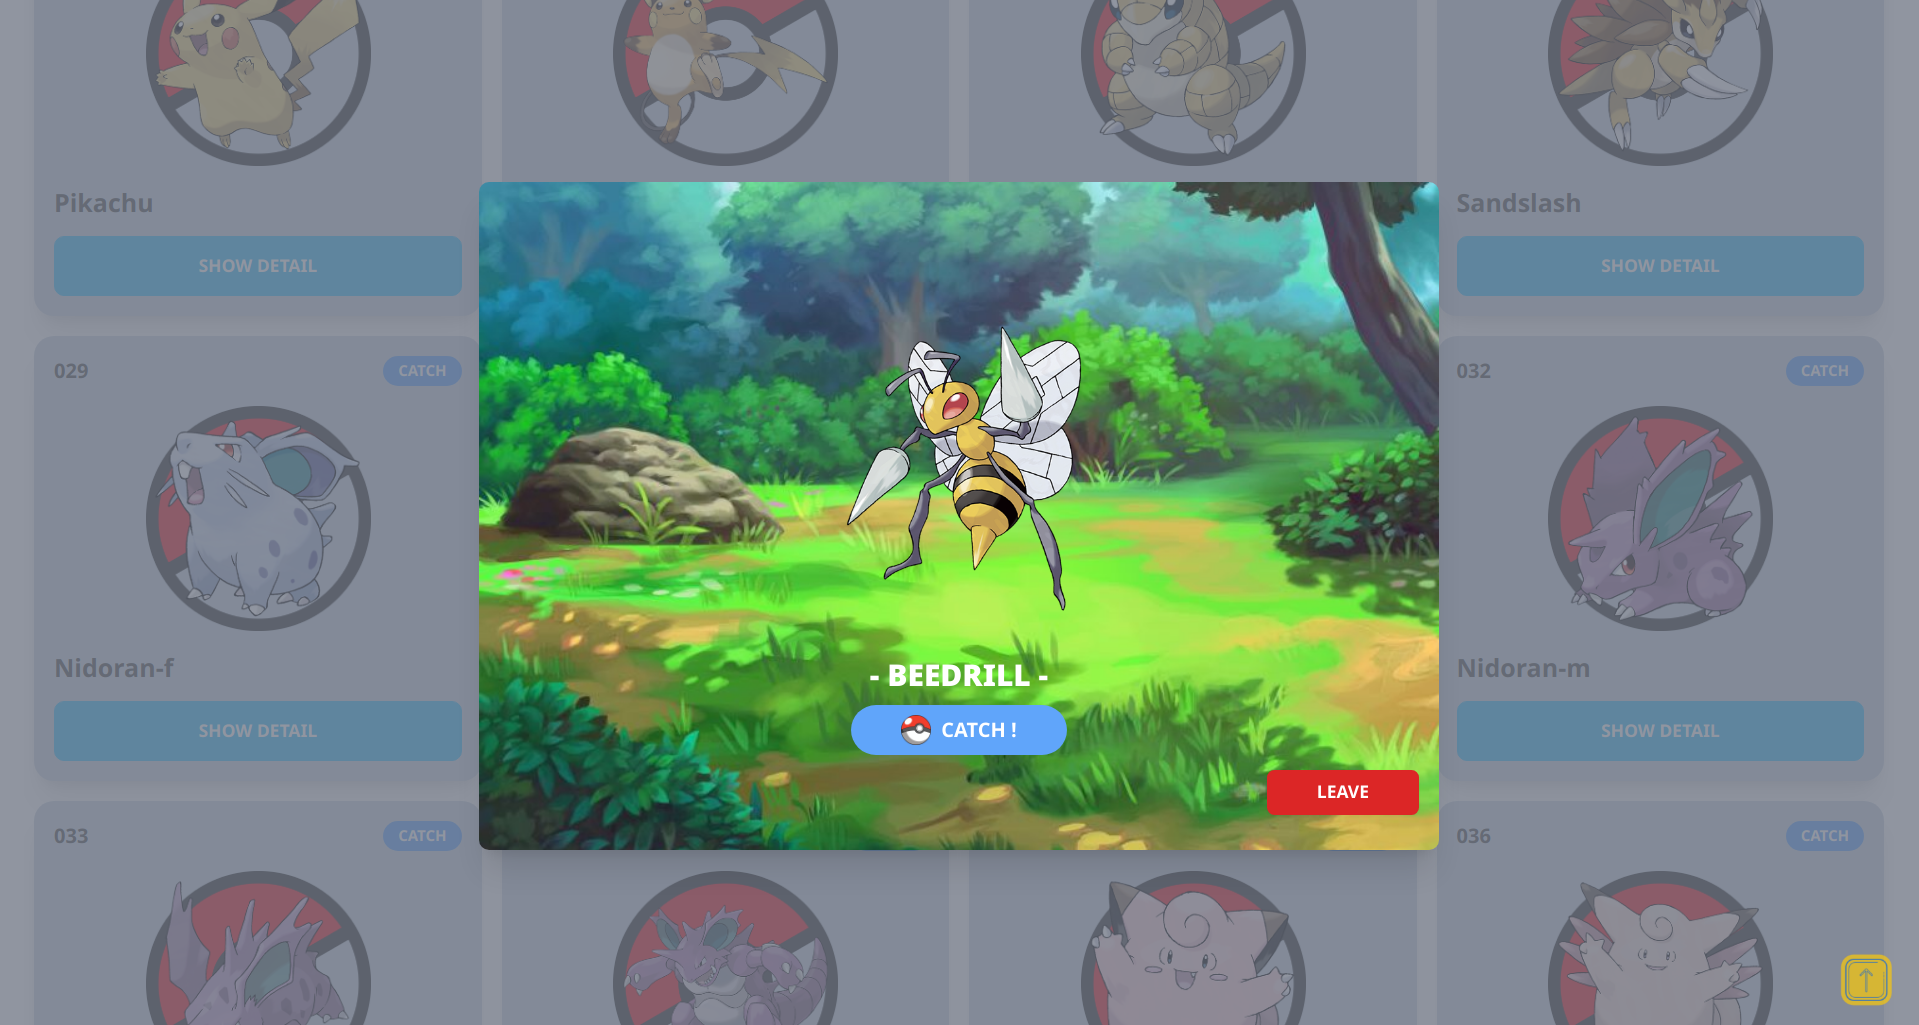 Pikachu
Sandslash
SHOW DETAIL
SHOW DETAIL
029
CATCH
032
CATCH
Nidoran-f
- BEEDRILL -
Nidoran-m
SHOW DETAIL
CATCH !
SHOW DETAIL
LEAVE
033
CATCH
036
CATCH